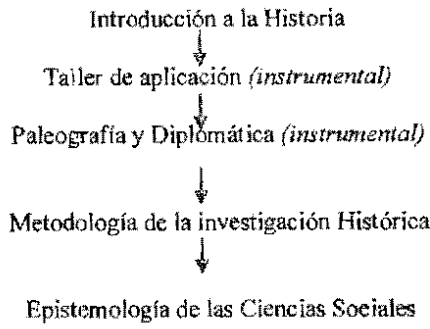 Introducción a la Historia
Taller de aplicación (instrumental)
Paleografía y Diplomática (instrumental)
Metodología de la investigación Histórica
Epistemología de las Ciencias Sociales